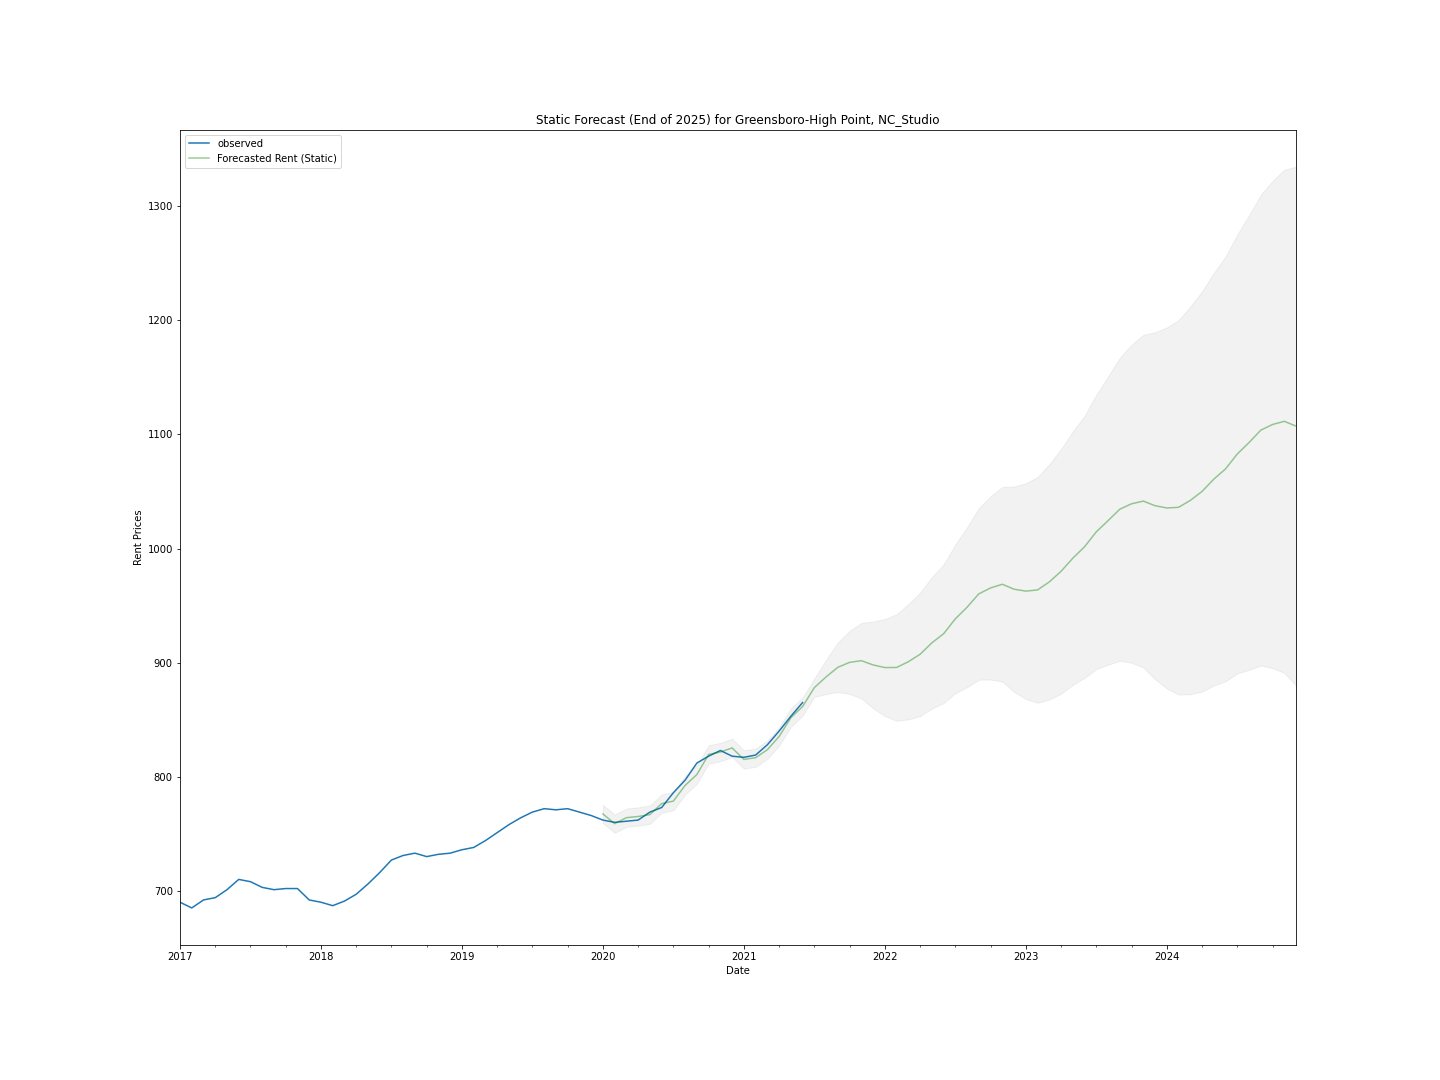 Static Forecast (End of 2025) for Greensboro-High Point, NC_Studio
observed
Forecasted Rent (Static)
1300
1200
1100
1000
900
800
700
Rent Prices
2017 2018 2019 2020 2021 2022 2023 2024
Date